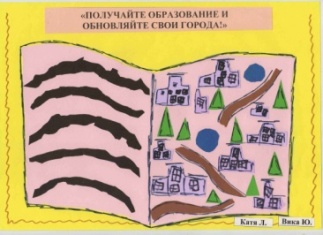 «ПОЛУЧАЙТЕ ОБРАЗОВАНИЕ И
ОБНОВЛЯЙТЕ СВОИ ГОРОДА!»
Катя Л. Вика Ю.